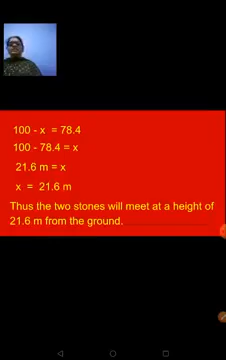 100 - x = 78.4
100 - 78.4 = x
21.6 m = x
x = 21.6 m
Thus the two stones will meet at a height of
21.6 m from the ground.